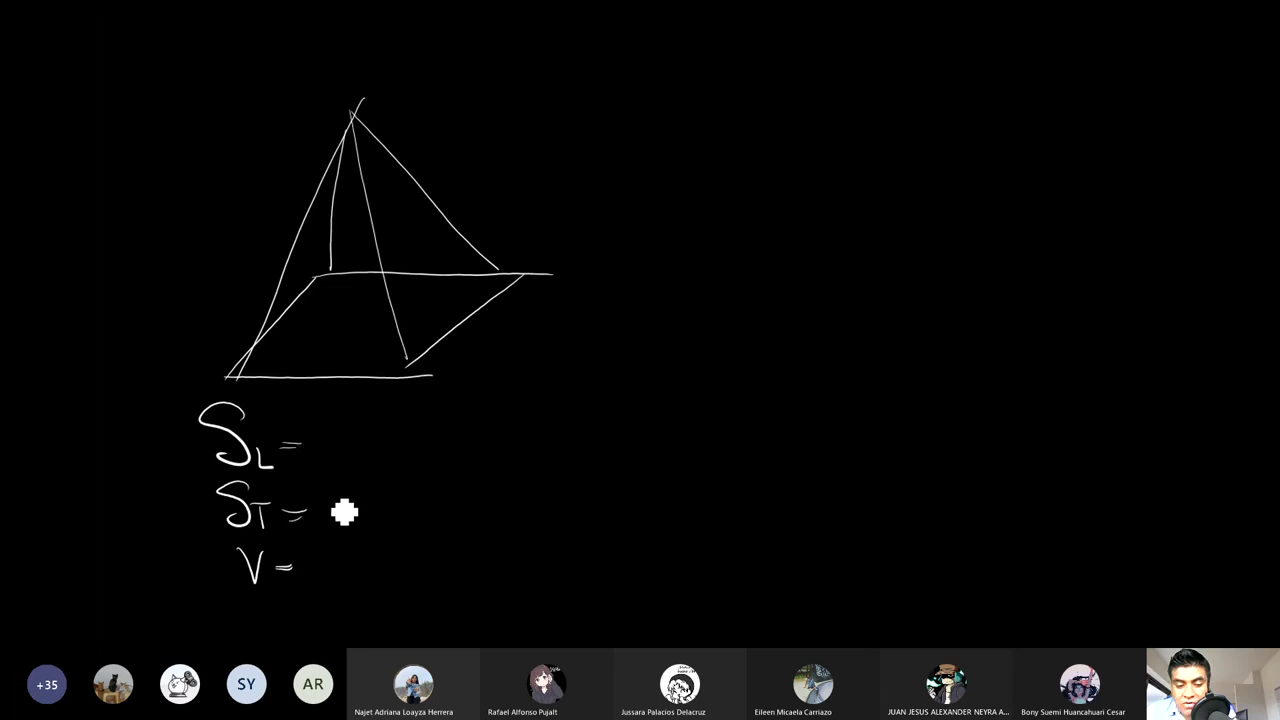 S_L =
S_T =
V =
+35
SY
AR
Najet Adriana Loayza Herrera
Rafael Alfonso Pujalt
Jussara Palacios Delacruz
Eileen Micaela Carriazo
JUAN JESUS ALEXANDER NEYRA A...
Bony Suemi Huancahuari Cesar